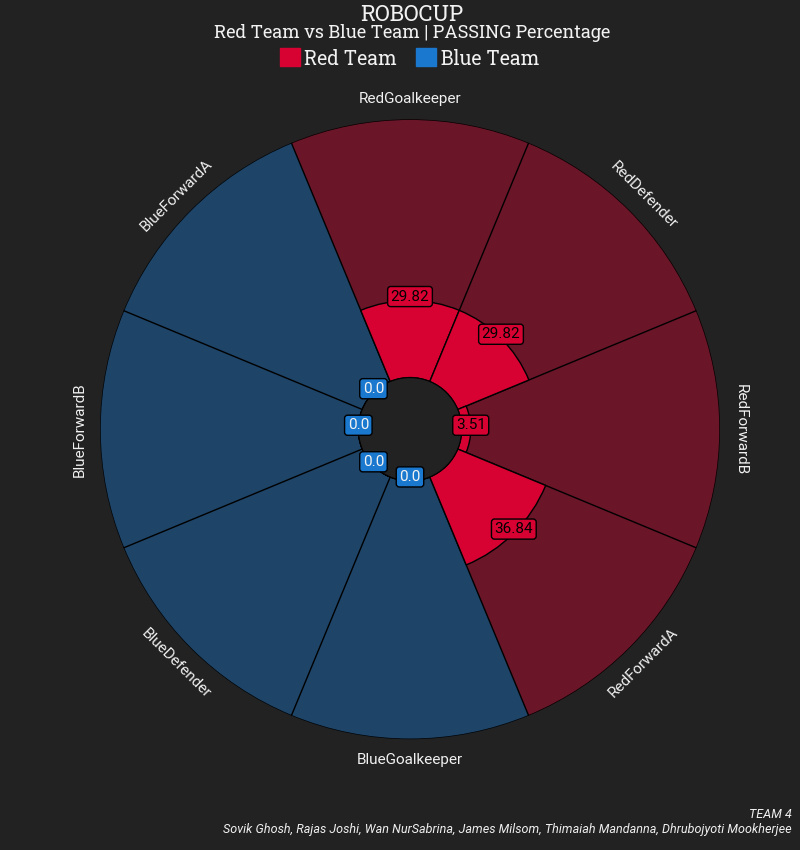 ROBOCUP
Red Team vs Blue Team | PASSING Percentage
Red Team Blue Team
RedGoalkeeper
BlueForwardA
RedDefender
29.82
29.82
0.0
BlueForwardB
0.0
3.51
RedForwardB
0.0
0.0
36.84
BlueDefender
RedForwardA
BlueGoalkeeper
TEAM 4
Sovik Ghosh, Rajas Joshi, Wan NurSabrina, James Milsom, Thimaiah Mandanna, Dhrubojyoti Mookherjee